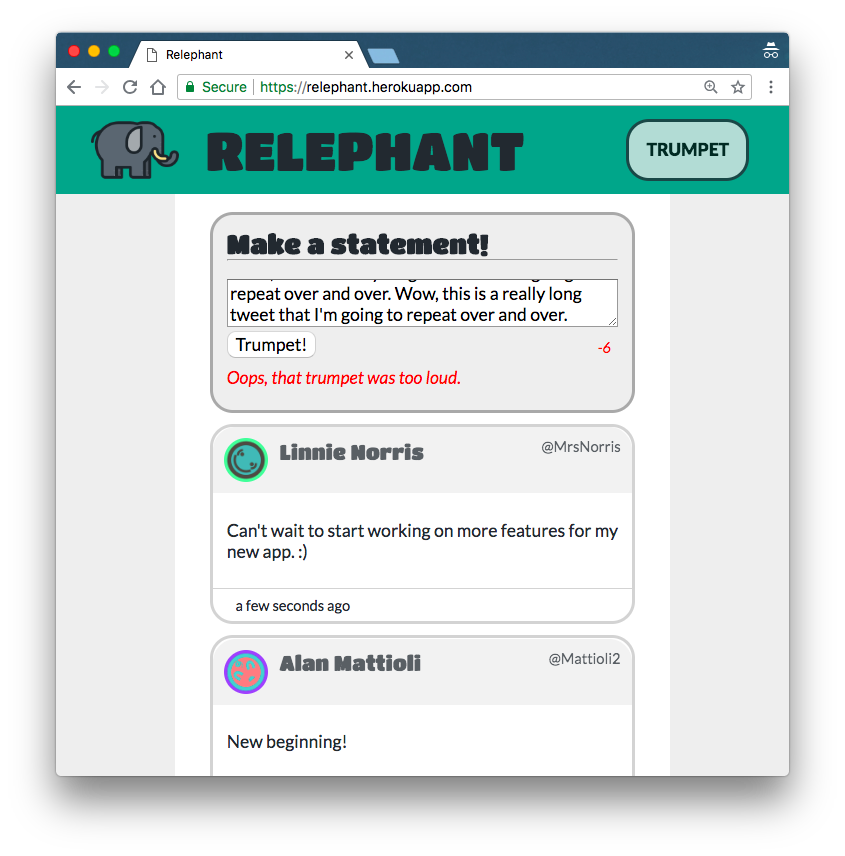 Relephant
Secure https://relephant.herokuapp.com
RELEPHANT
TRUMPET
Make a statement!
repeat over and over. Wow, this is a really long
tweet that I'm going to repeat over and over.
Trumpet!
-6
Oops, that trumpet was too loud.
Linnie Norris
@MrsNorris
Can't wait to start working on more features for my
new app. :)
a few seconds ago
Alan Mattioli
@Mattioli2
New beginning!